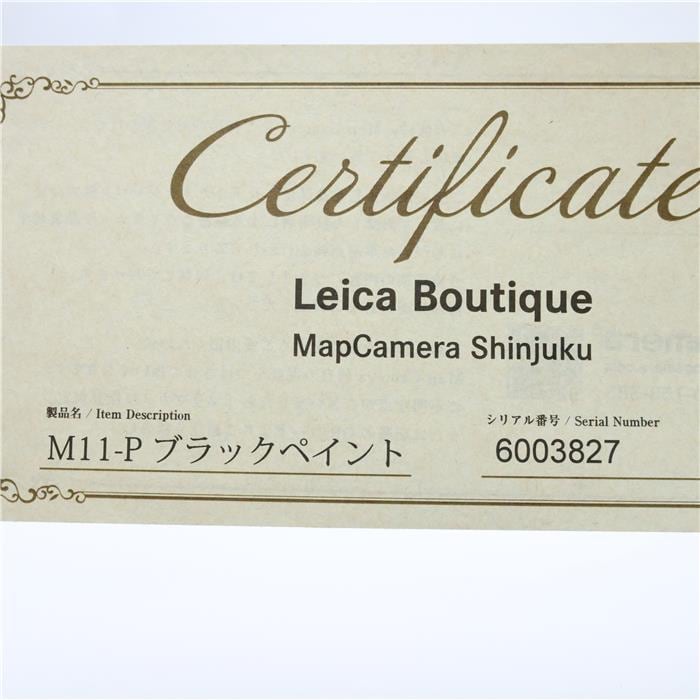 Certificate
Leica Boutique
MapCamera Shinjuku
製品名 / Item Description
M11-P ブラックペイント
シリアル番号 / Serial Number
6003827